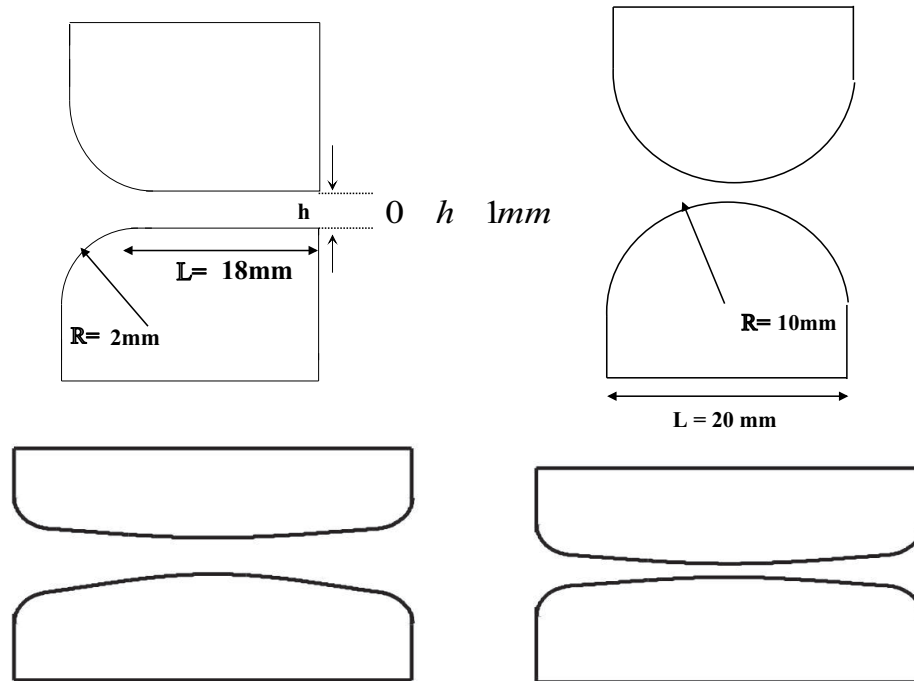 h
0 h 1mm
𝕃= 18mm
ℝ= 2mm
ℝ= 10mm
L = 20 mm